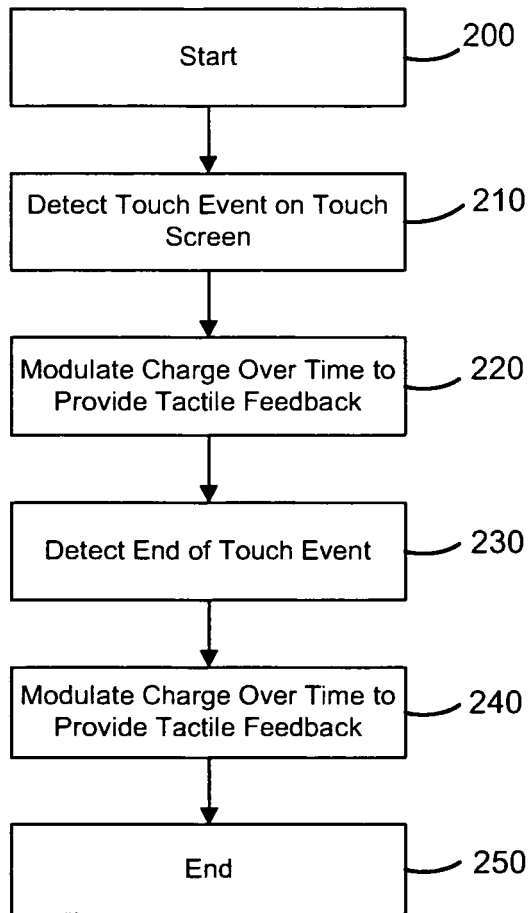 Start
200
Detect Touch Event on Touch
Screen
210
Modulate Charge Over Time to
Provide Tactile Feedback
220
Detect End of Touch Event
230
Modulate Charge Over Time to
Provide Tactile Feedback
240
End
250